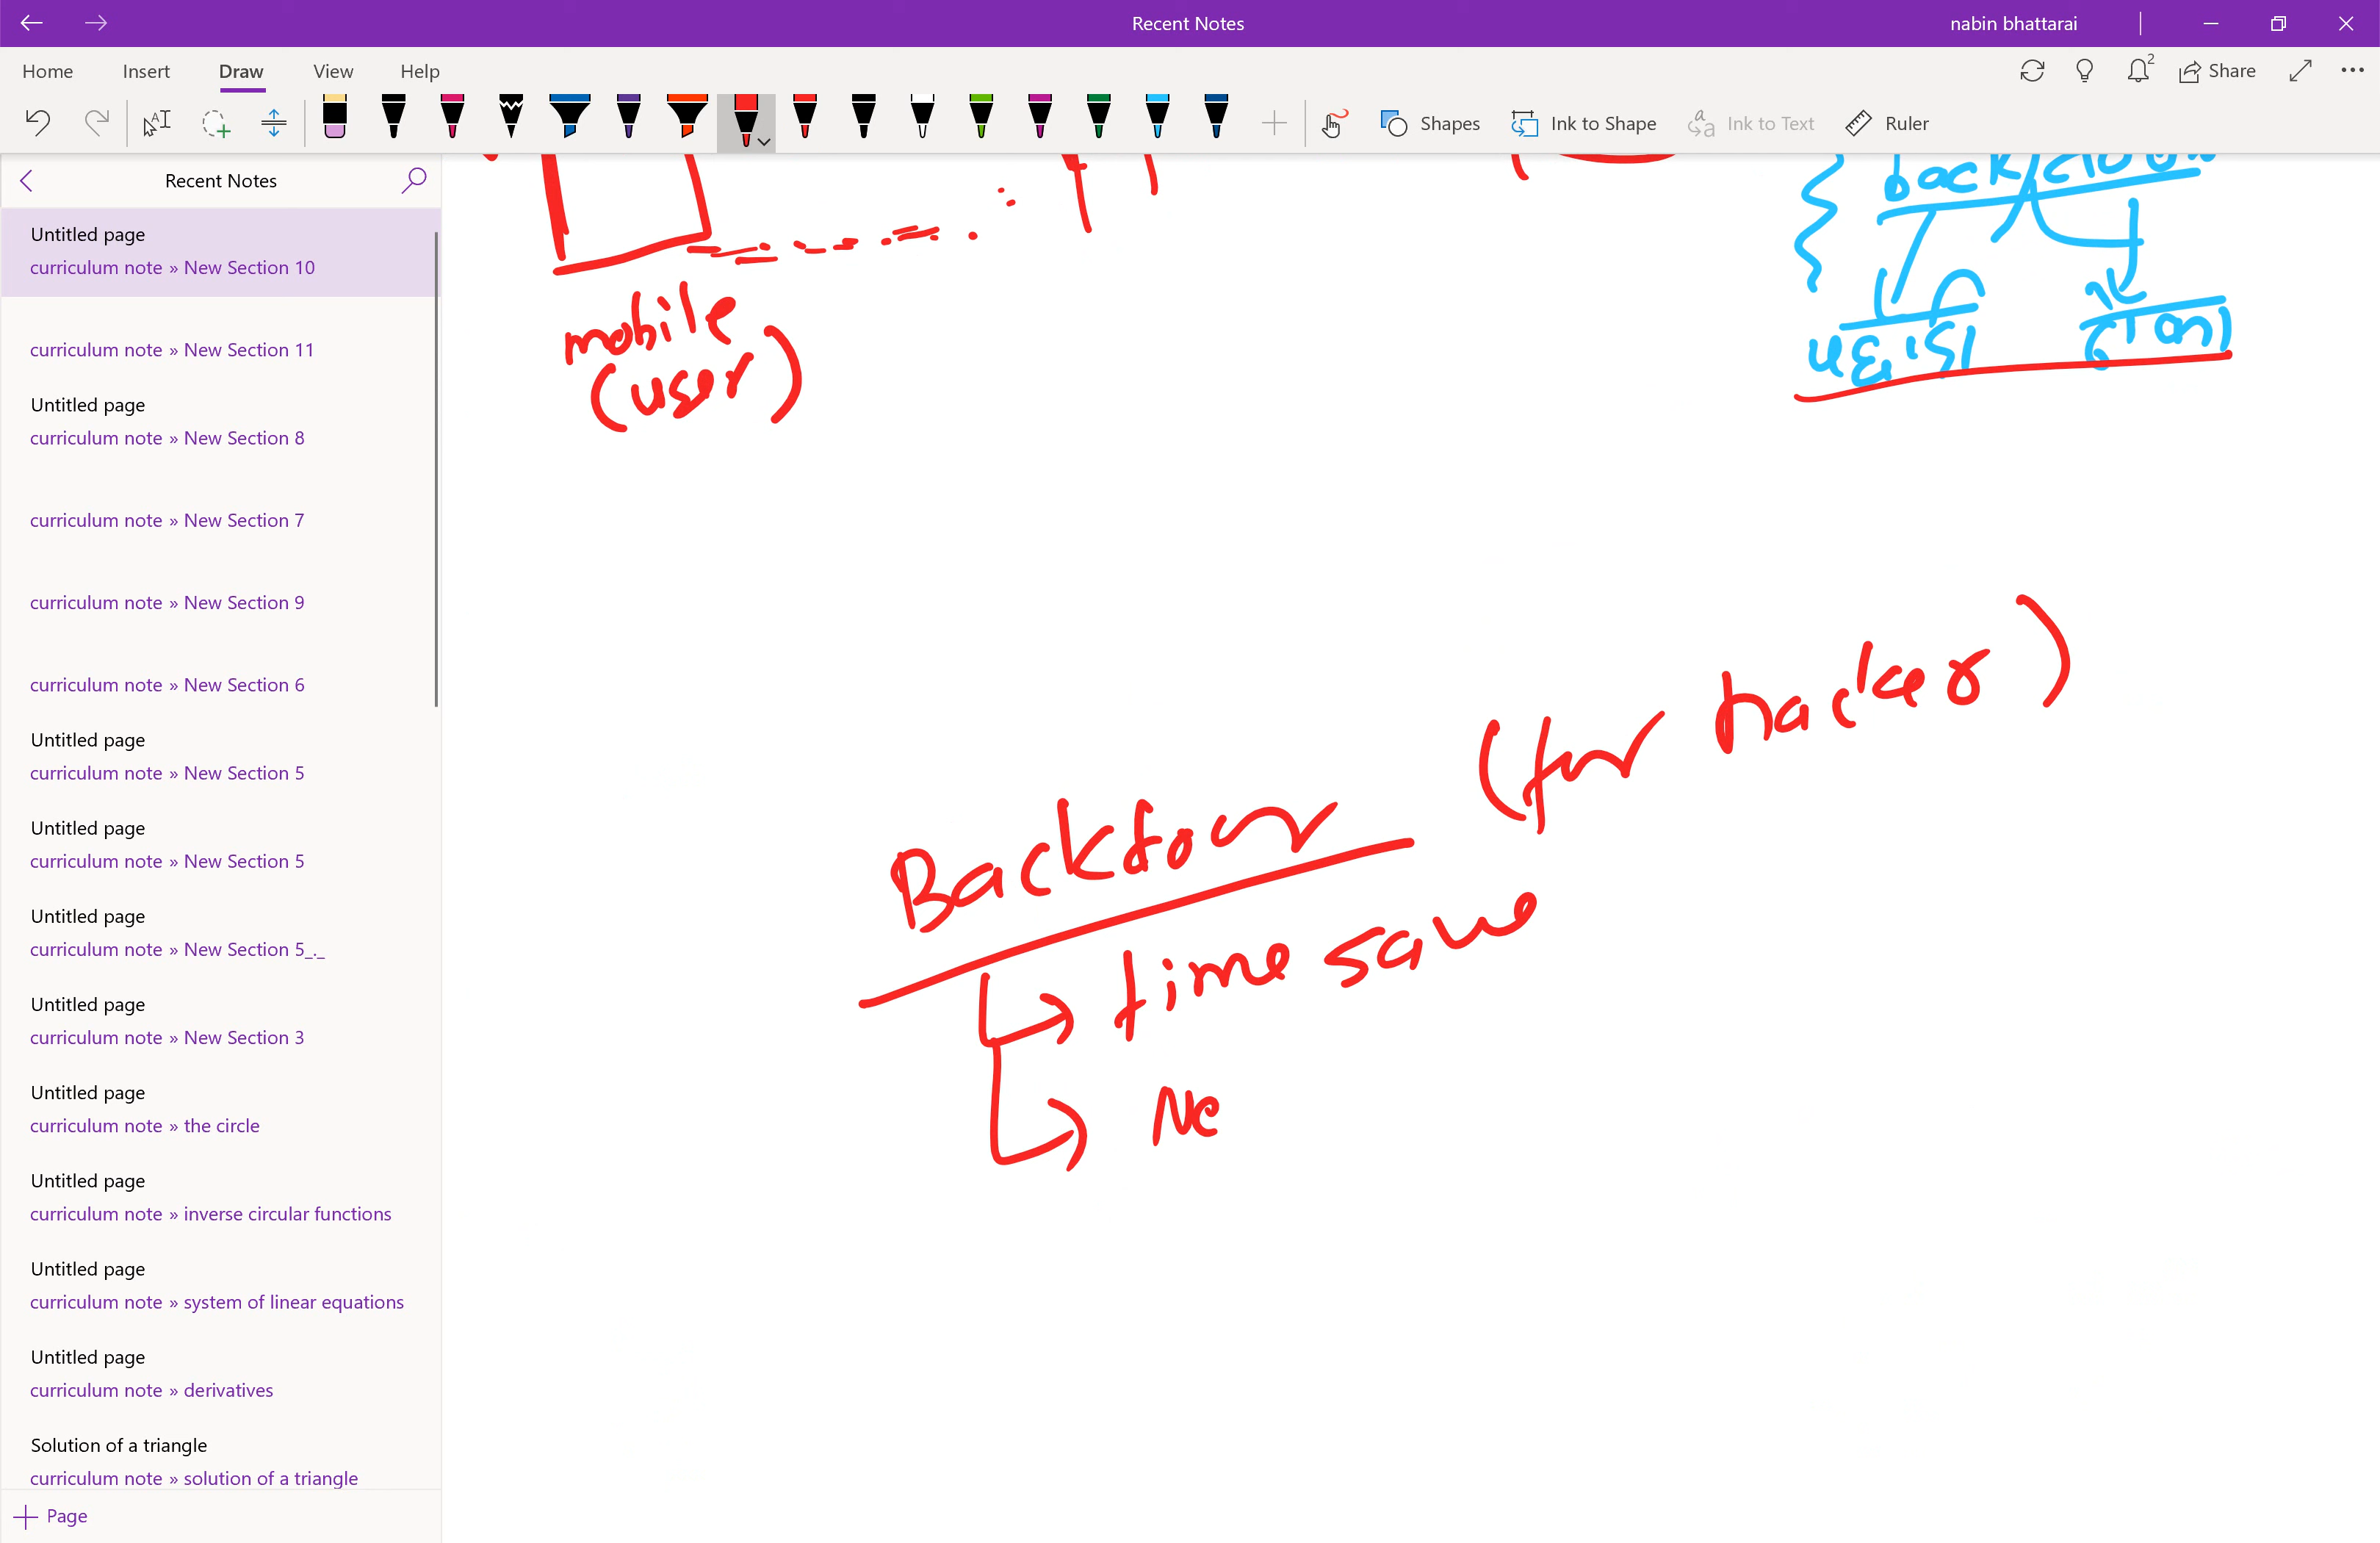 Recent Notes
nabin bhattarai
Home Insert Draw View Help
2 Share
Shapes Ink to Shape Ink to Text Ruler
Recent Notes
Untitled page
curriculum note » New Section 10
curriculum note » New Section 11
Untitled page
curriculum note » New Section 8
curriculum note » New Section 7
curriculum note » New Section 9
curriculum note » New Section 6
Untitled page
curriculum note » New Section 5
Untitled page
curriculum note » New Section 5
Untitled page
curriculum note » New Section 5_._
Untitled page
curriculum note » New Section 3
Untitled page
curriculum note » the circle
Untitled page
curriculum note » inverse circular functions
Untitled page
curriculum note » system of linear equations
Untitled page
curriculum note » derivatives
Solution of a triangle
curriculum note » solution of a triangle
Page
mobile
(user)
Backdoor (for hacker)
time save
Ne